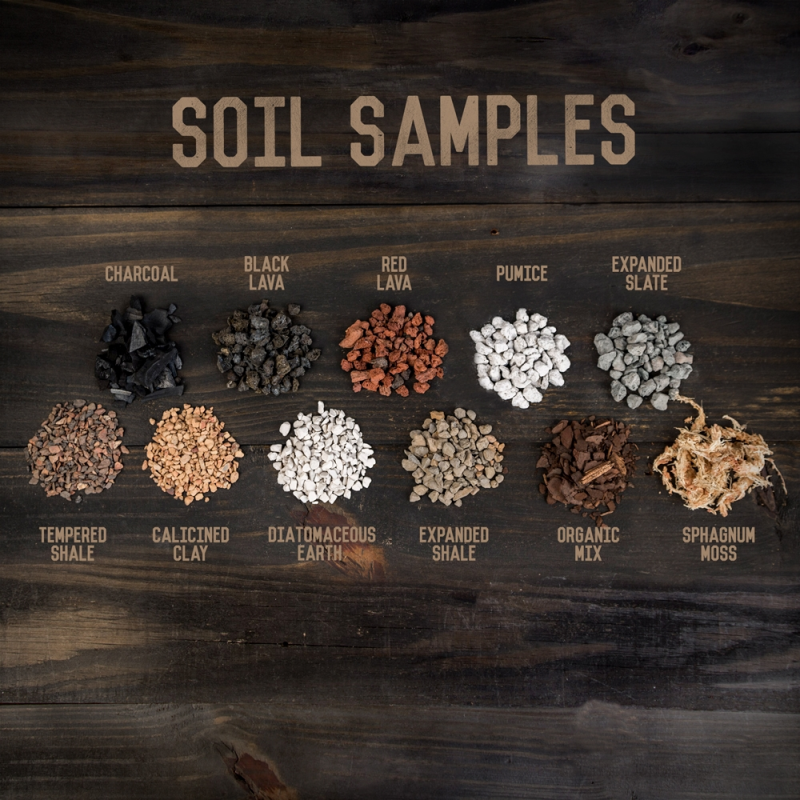 SOIL SAMPLES
CHARCOAL
BLACK
LAVA
RED
LAVA
PUMICE
EXPANDED
SLATE
TEMPERED
SHALE
CALICINED
CLAY
DIATOMACEOUS
EARTH
EXPANDED
SHALE
ORGANIC
MIX
SPHAGNUM
MOSS